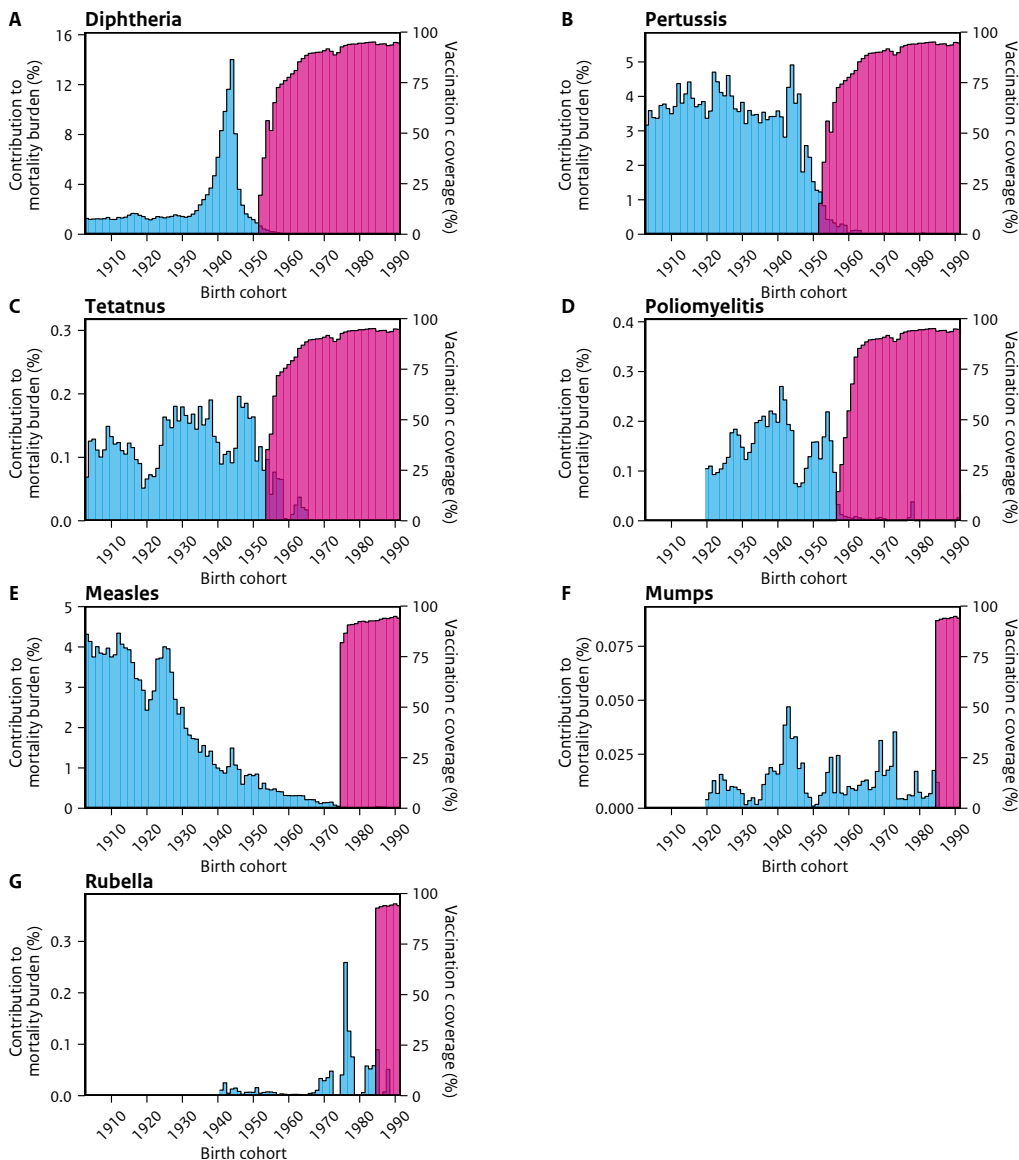 A Diphtheria
Contribution to
mortality burden (%)
16
12
8
4
0
100
75
50
25
0
Vaccination c coverage (%)
1910 1920 1930 1940 1950 1960 1970 1980 1990
Birth cohort
B Pertussis
Contribution to
mortality burden (%)
5
4
3
2
1
0
100
75
50
25
0
Vaccination c coverage (%)
1910 1920 1930 1940 1950 1960 1970 1980 1990
Birth cohort
C Tetatnus
Contribution to
mortality burden (%)
0.3
0.2
0.1
0.0
100
75
50
25
0
Vaccination c coverage (%)
1910 1920 1930 1940 1950 1960 1970 1980 1990
Birth cohort
D Poliomyelitis
Contribution to
mortality burden (%)
0.4
0.3
0.2
0.1
0.0
100
75
50
25
0
Vaccination c coverage (%)
1910 1920 1930 1940 1950 1960 1970 1980 1990
Birth cohort
E Measles
Contribution to
mortality burden (%)
5
4
3
2
1
0
100
75
50
25
0
Vaccination c coverage (%)
1910 1920 1930 1940 1950 1960 1970 1980 1990
Birth cohort
F Mumps
Contribution to
mortality burden (%)
0.075
0.050
0.025
0.000
100
75
50
25
0
Vaccination c coverage (%)
1910 1920 1930 1940 1950 1960 1970 1980 1990
Birth cohort
G Rubella
Contribution to
mortality burden (%)
0.3
0.2
0.1
0.0
100
75
50
25
0
Vaccination c coverage (%)
1910 1920 1930 1940 1950 1960 1970 1980 1990
Birth cohort